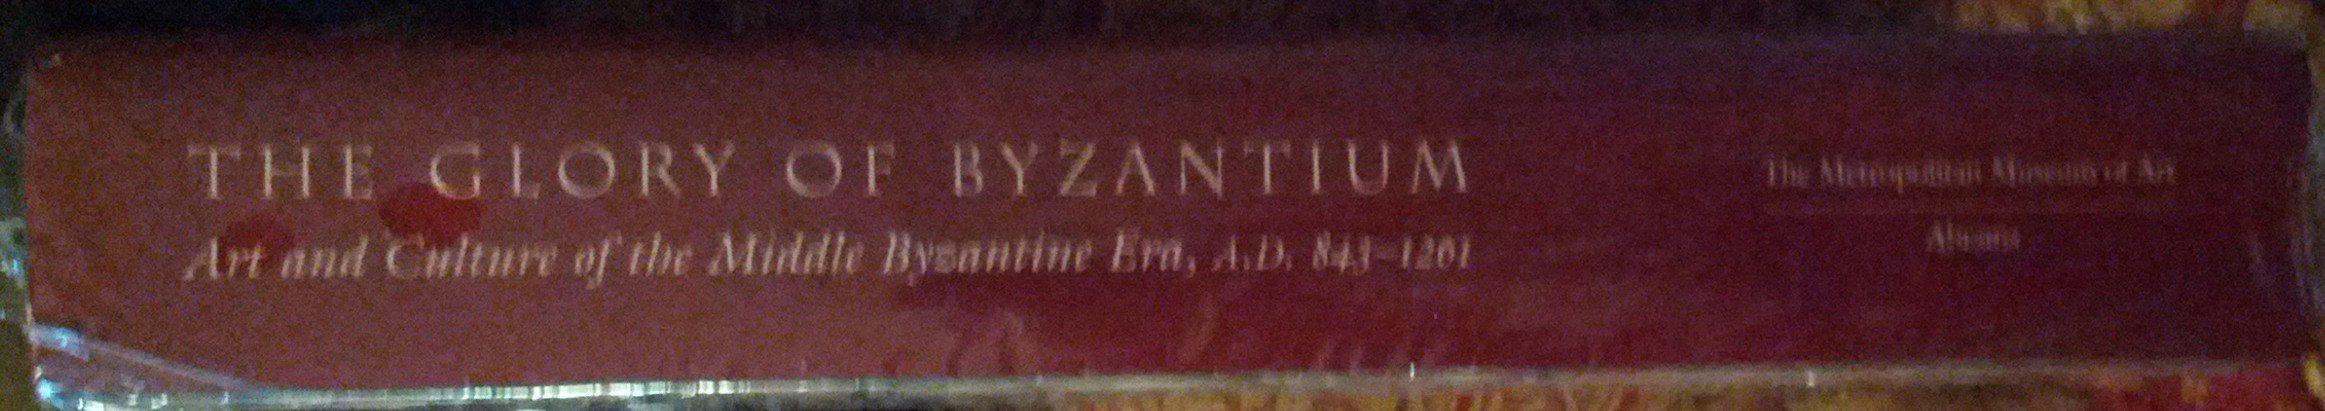 THE GLORY OF BYZANTIUM
Art and Culture of the Middle Byzantine Era, A.D. 843–1261
The Metropolitan Museum of Art
Abrams